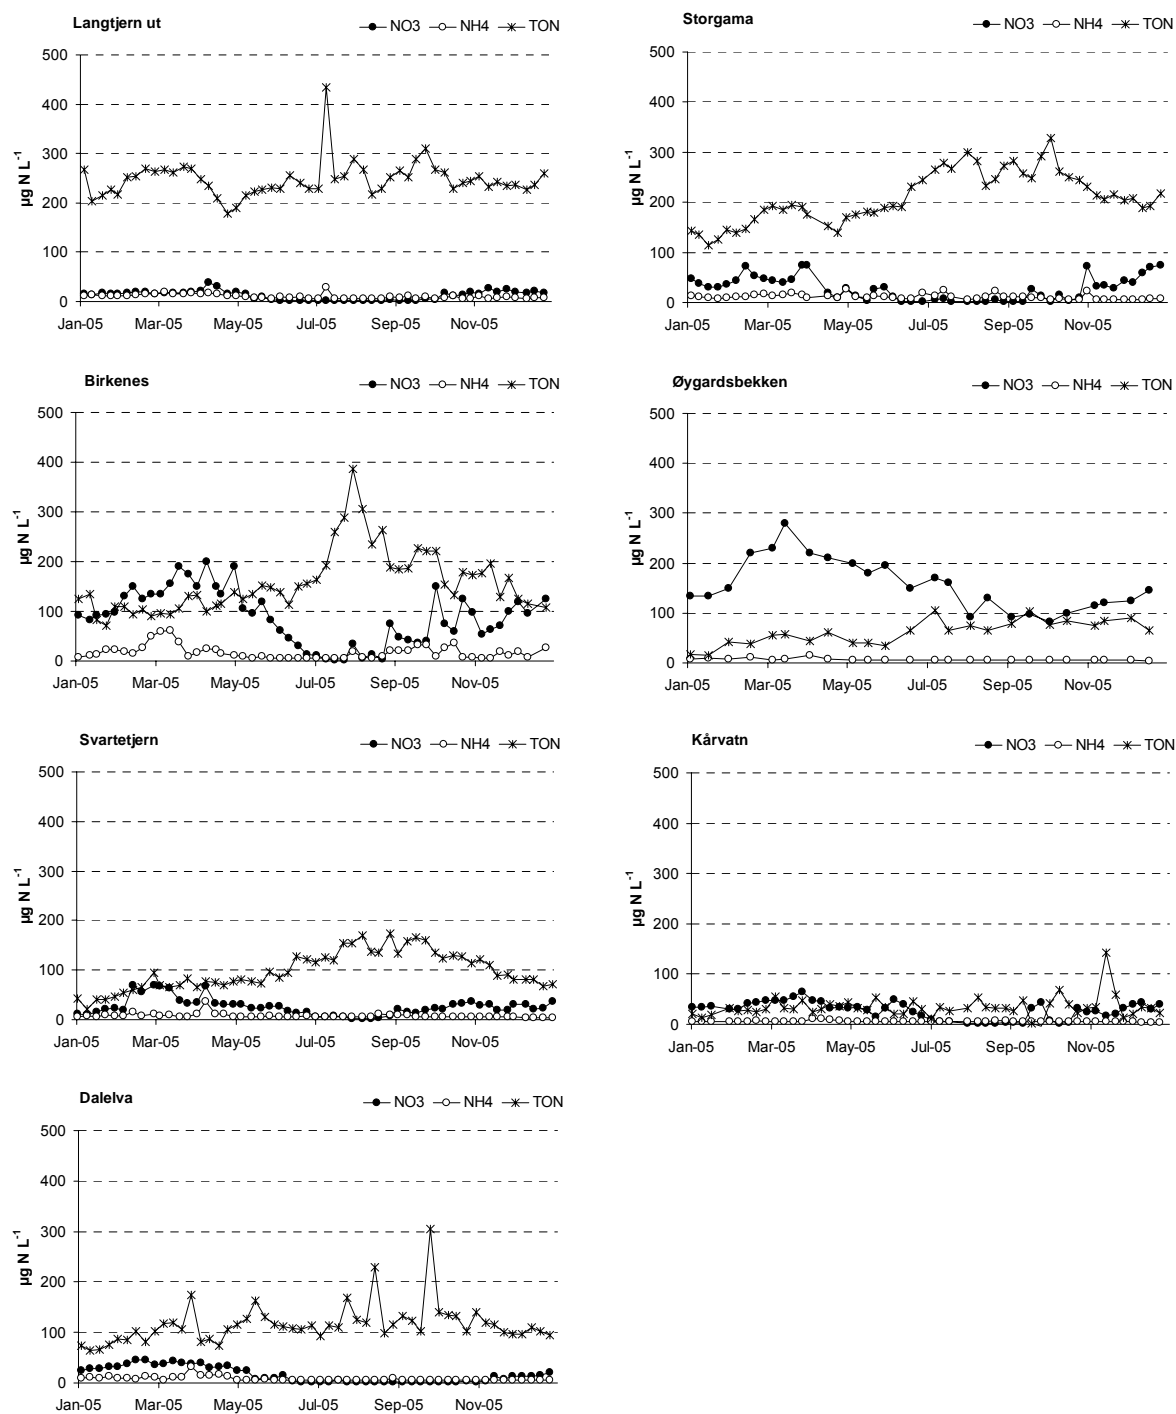 Langtjern ut
NO3 NH4 TON
500
400
300
200
100
0
µg N L-1
Jan-05 Mar-05 May-05 Jul-05 Sep-05 Nov-05
Storgama
NO3 NH4 TON
500
400
300
200
100
0
µg N L-1
Jan-05 Mar-05 May-05 Jul-05 Sep-05 Nov-05
Birkenes
NO3 NH4 TON
500
400
300
200
100
0
µg N L-1
Jan-05 Mar-05 May-05 Jul-05 Sep-05 Nov-05
Øygardsbekken
NO3 NH4 TON
500
400
300
200
100
0
µg N L-1
Jan-05 Mar-05 May-05 Jul-05 Sep-05 Nov-05
Svartetjern
NO3 NH4 TON
500
400
300
200
100
0
µg N L-1
Jan-05 Mar-05 May-05 Jul-05 Sep-05 Nov-05
Kårvatn
NO3 NH4 TON
500
400
300
200
100
0
µg N L-1
Jan-05 Mar-05 May-05 Jul-05 Sep-05 Nov-05
Dalelva
NO3 NH4 TON
500
400
300
200
100
0
µg N L-1
Jan-05 Mar-05 May-05 Jul-05 Sep-05 Nov-05